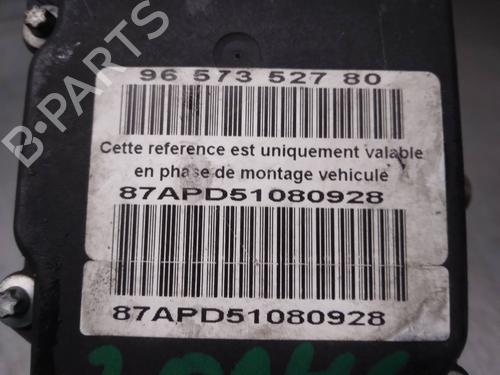 96 573 527 80
Cette reference est uniquement valable
en phase de montage vehicule
87APD51080928
87APD51080928
B-PARTS